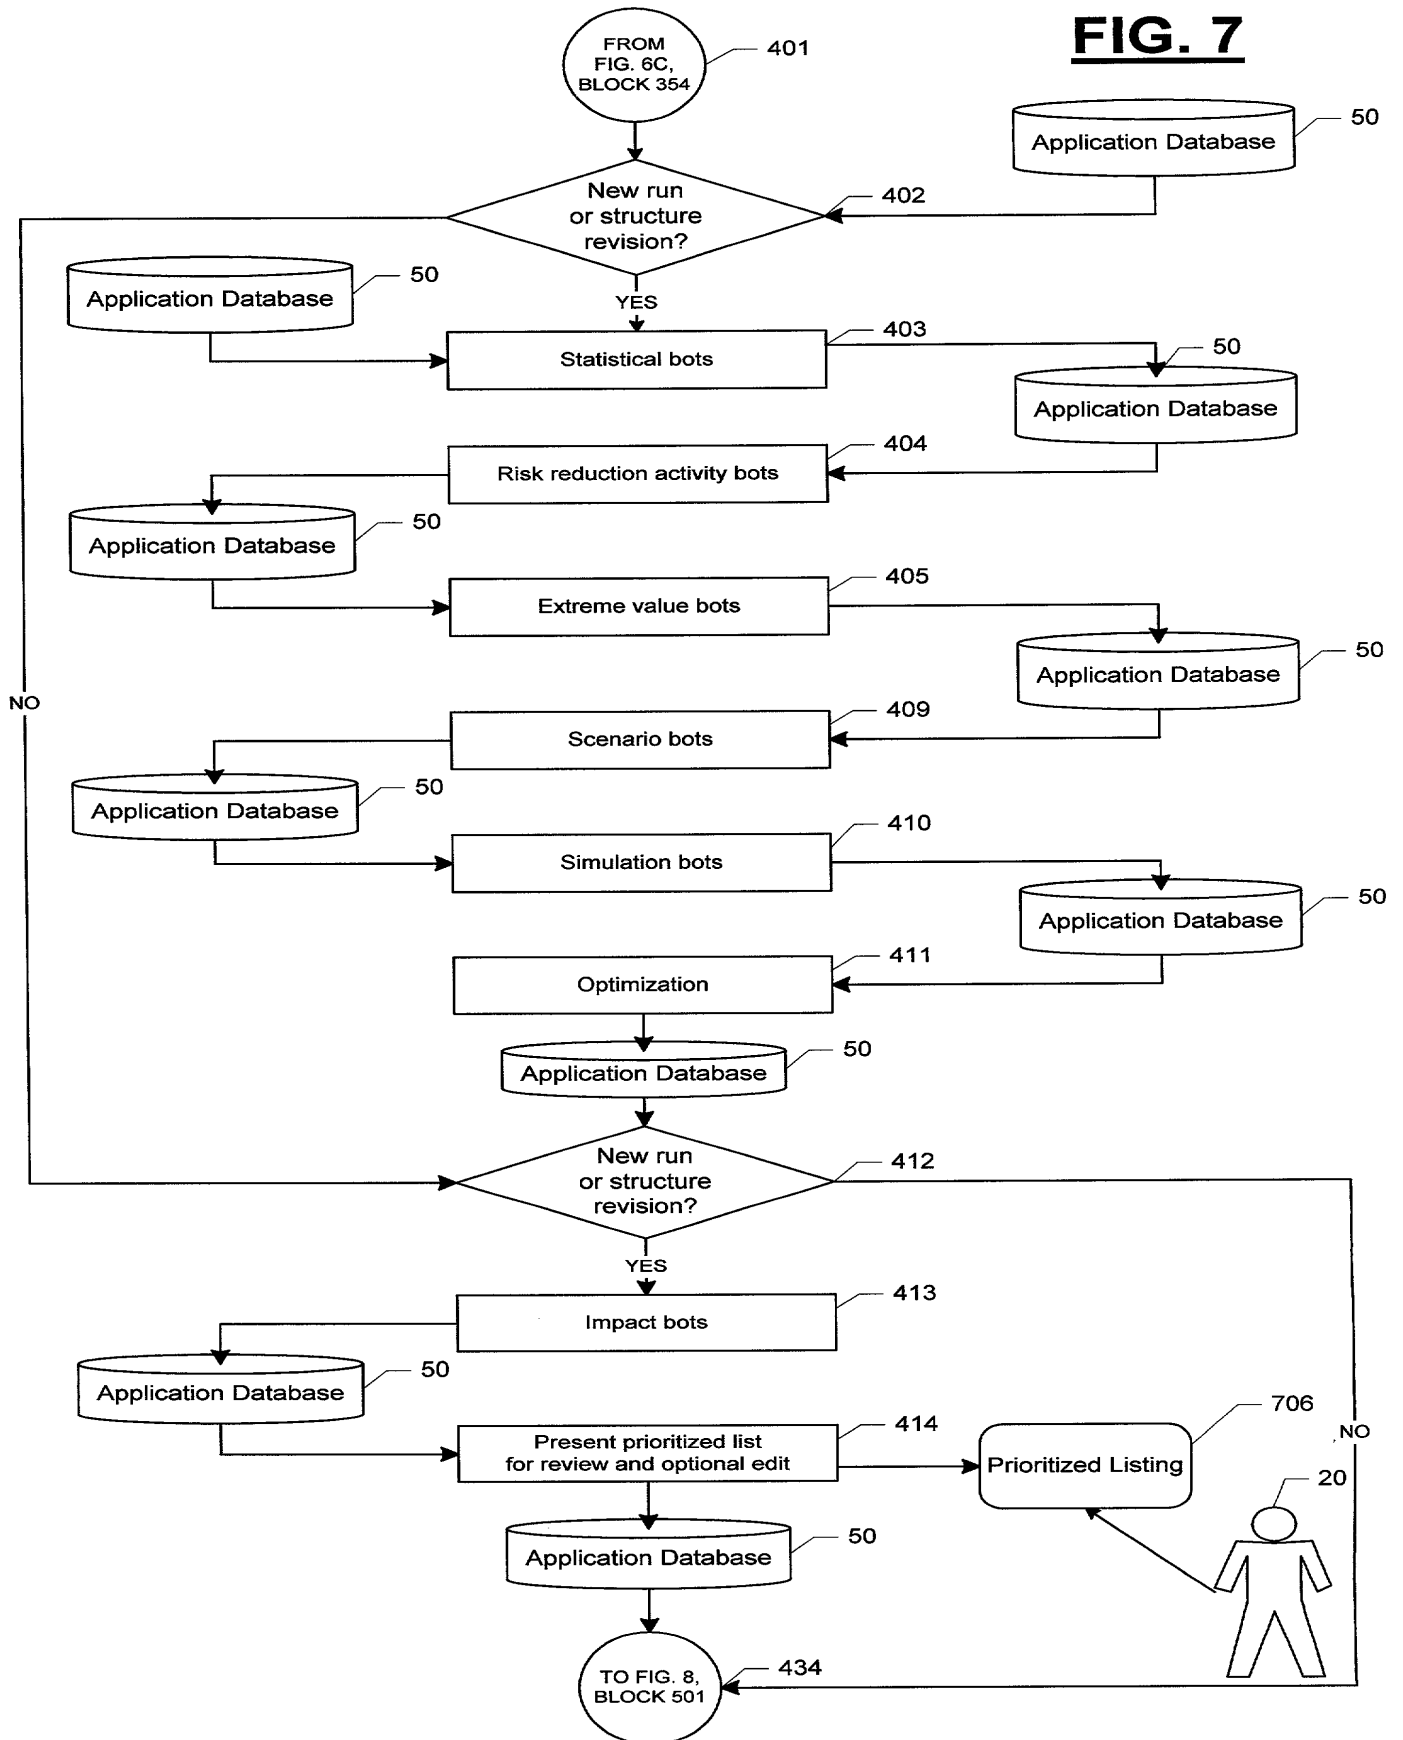 FIG. 7
FROM
FIG. 6C,
BLOCK 354
401
Application Database
50
New run
or structure
revision?
402
Application Database
50
YES
Statistical bots
403
50
Application Database
Risk reduction activity bots
404
Application Database
50
Extreme value bots
405
Application Database
50
NO
Scenario bots
409
Application Database
50
Simulation bots
410
Application Database
50
Optimization
411
Application Database
50
New run
or structure
revision?
412
YES
Impact bots
413
Application Database
50
Present prioritized list
for review and optional edit
414
Prioritized Listing
706
NO
20
Application Database
50
TO FIG. 8,
BLOCK 501
434